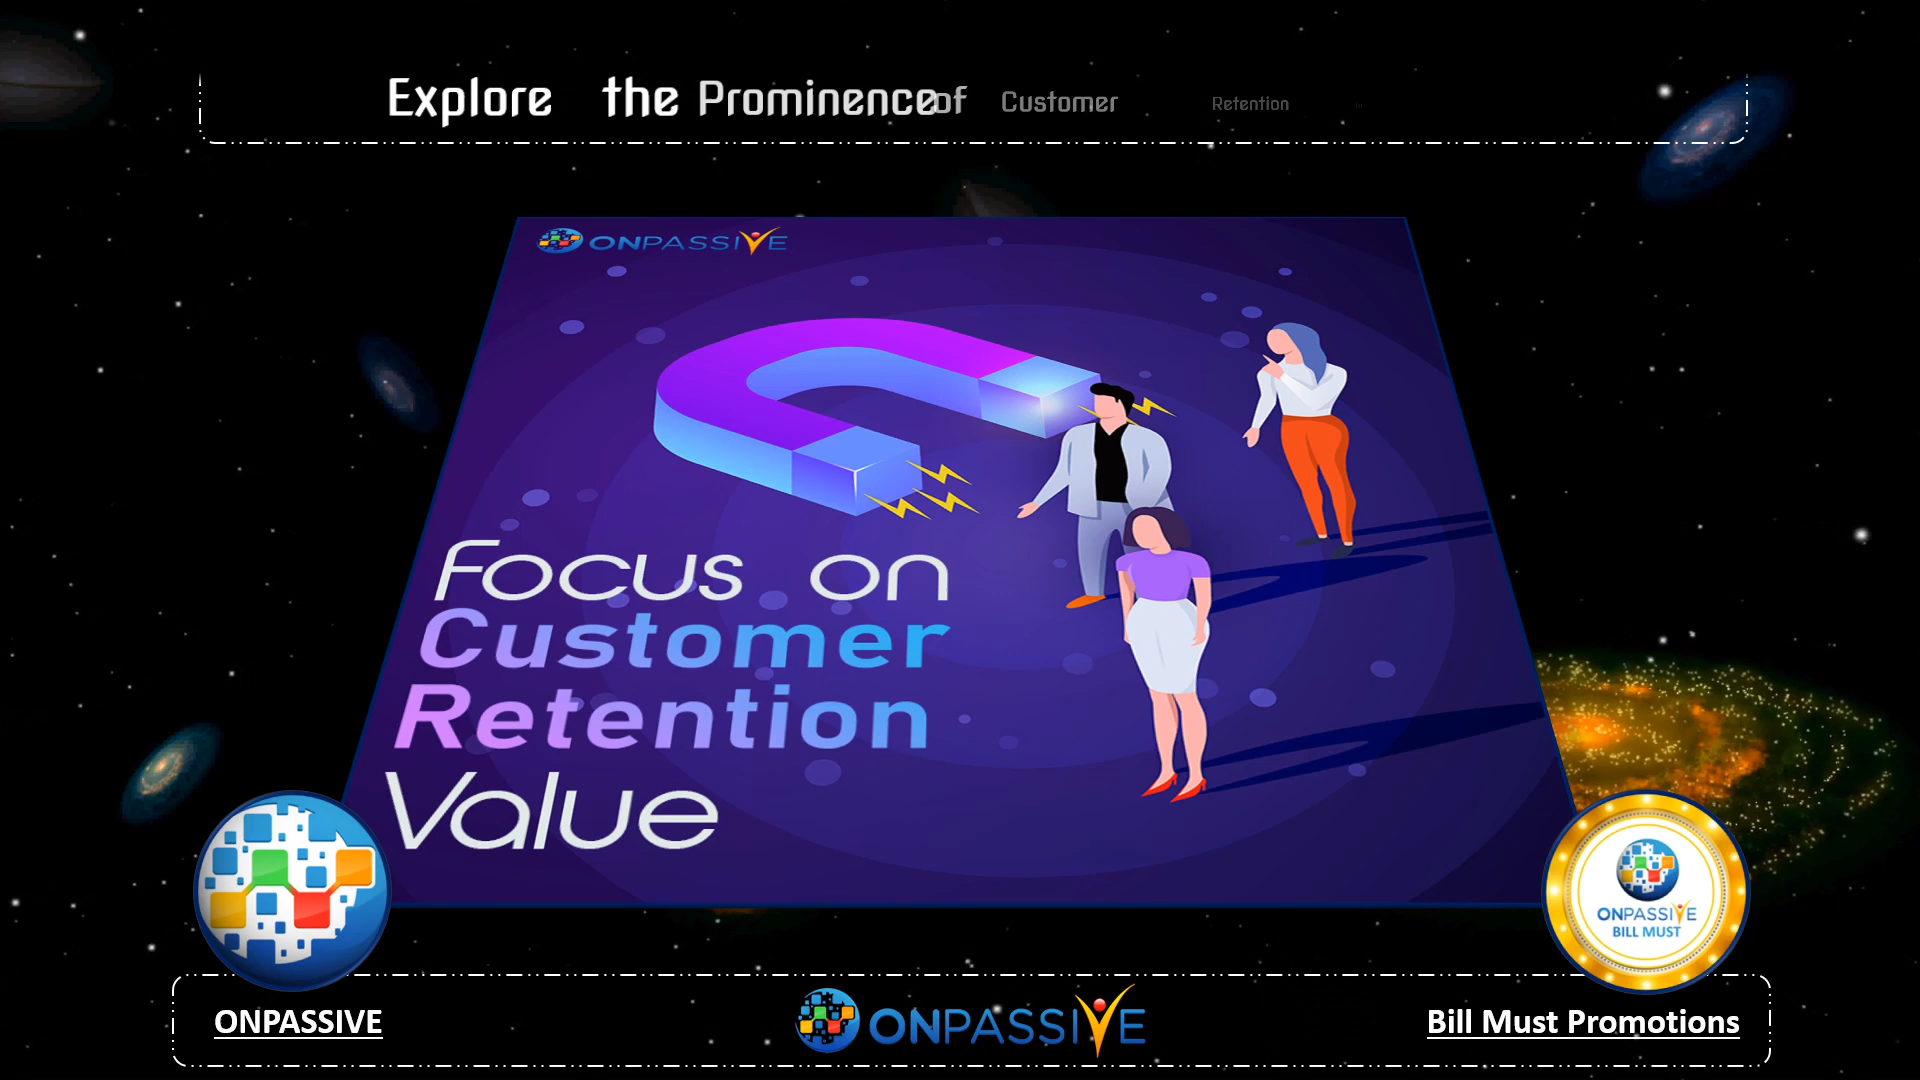 Explore the Prominence of Customer Retention
ONPASSIVE
Focus on
Customer
Retention
Value
ONPASSIVE
BILL MUST
ONPASSIVE
ONPASSIVE
Bill Must Promotions